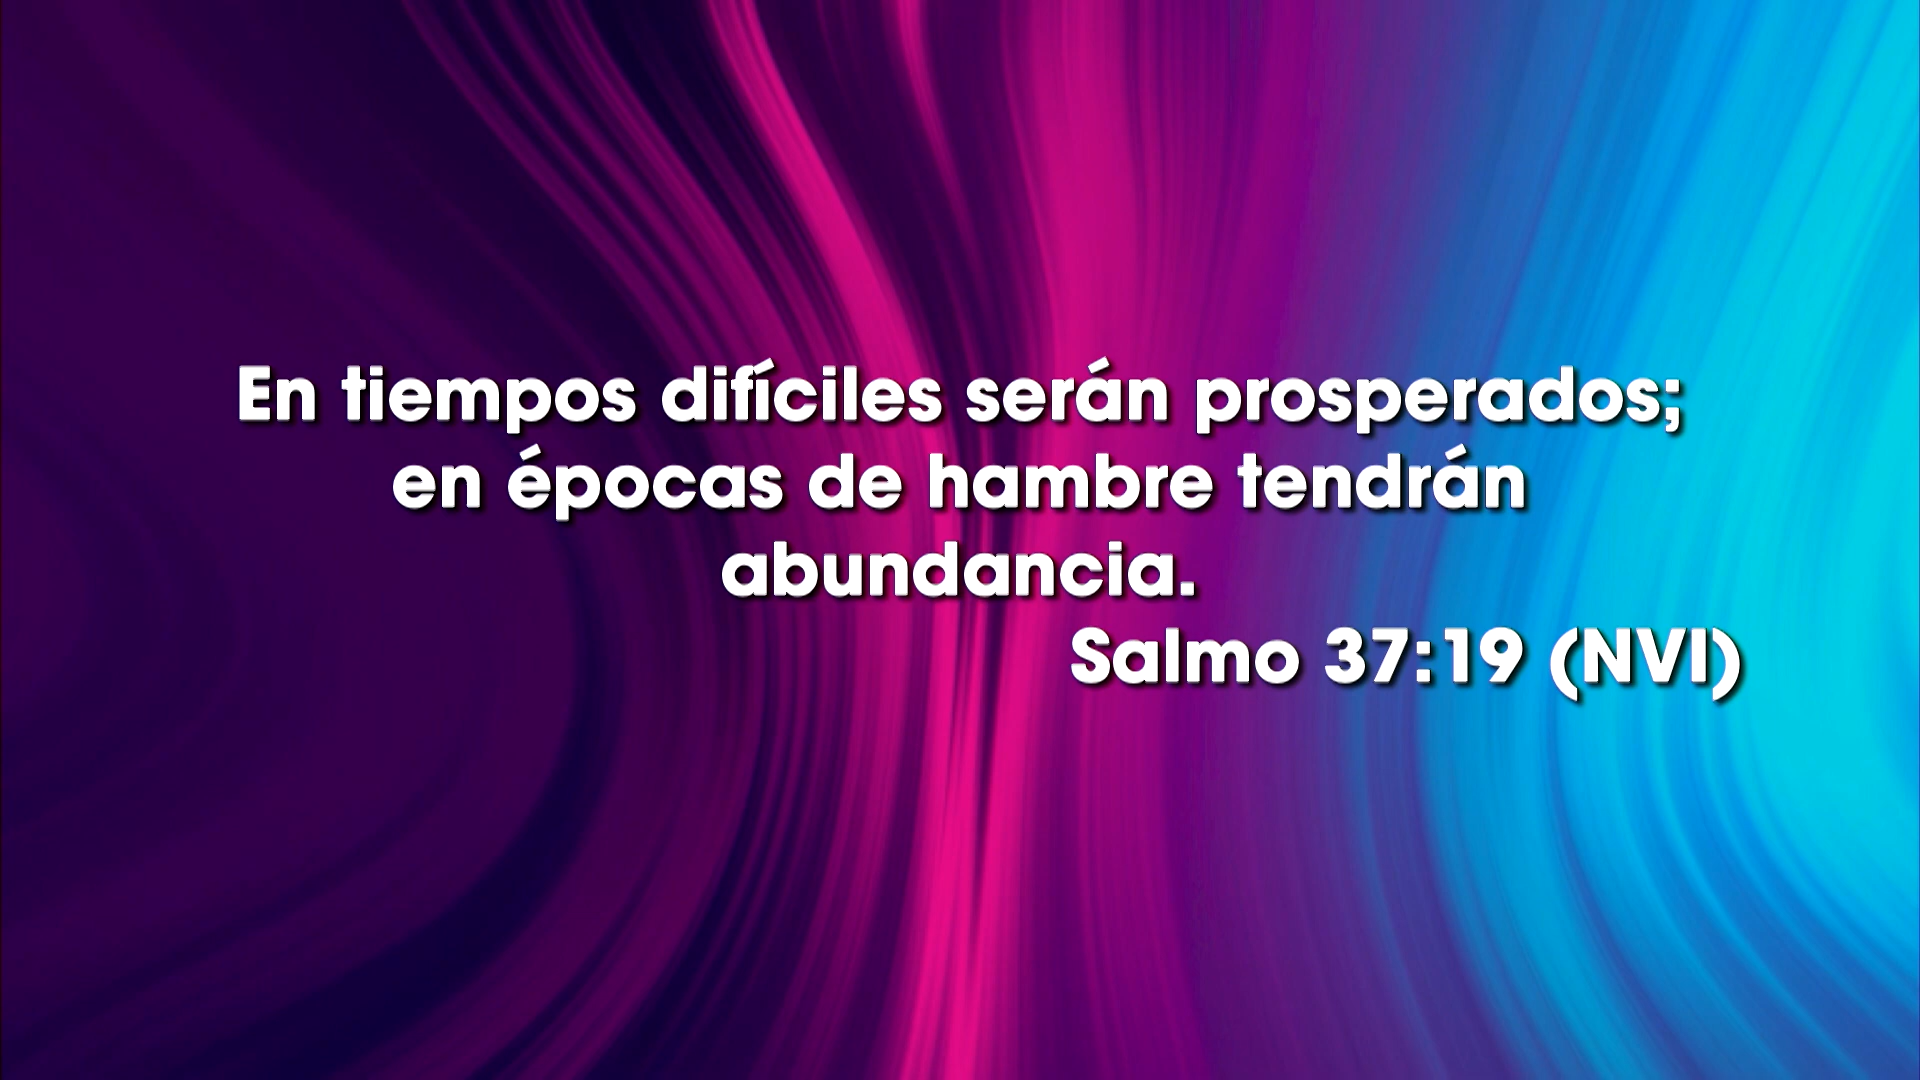 En tiempos difíciles serán prosperados;
en épocas de hambre tendrán
abundancia.
Salmo 37:19 (NVI)